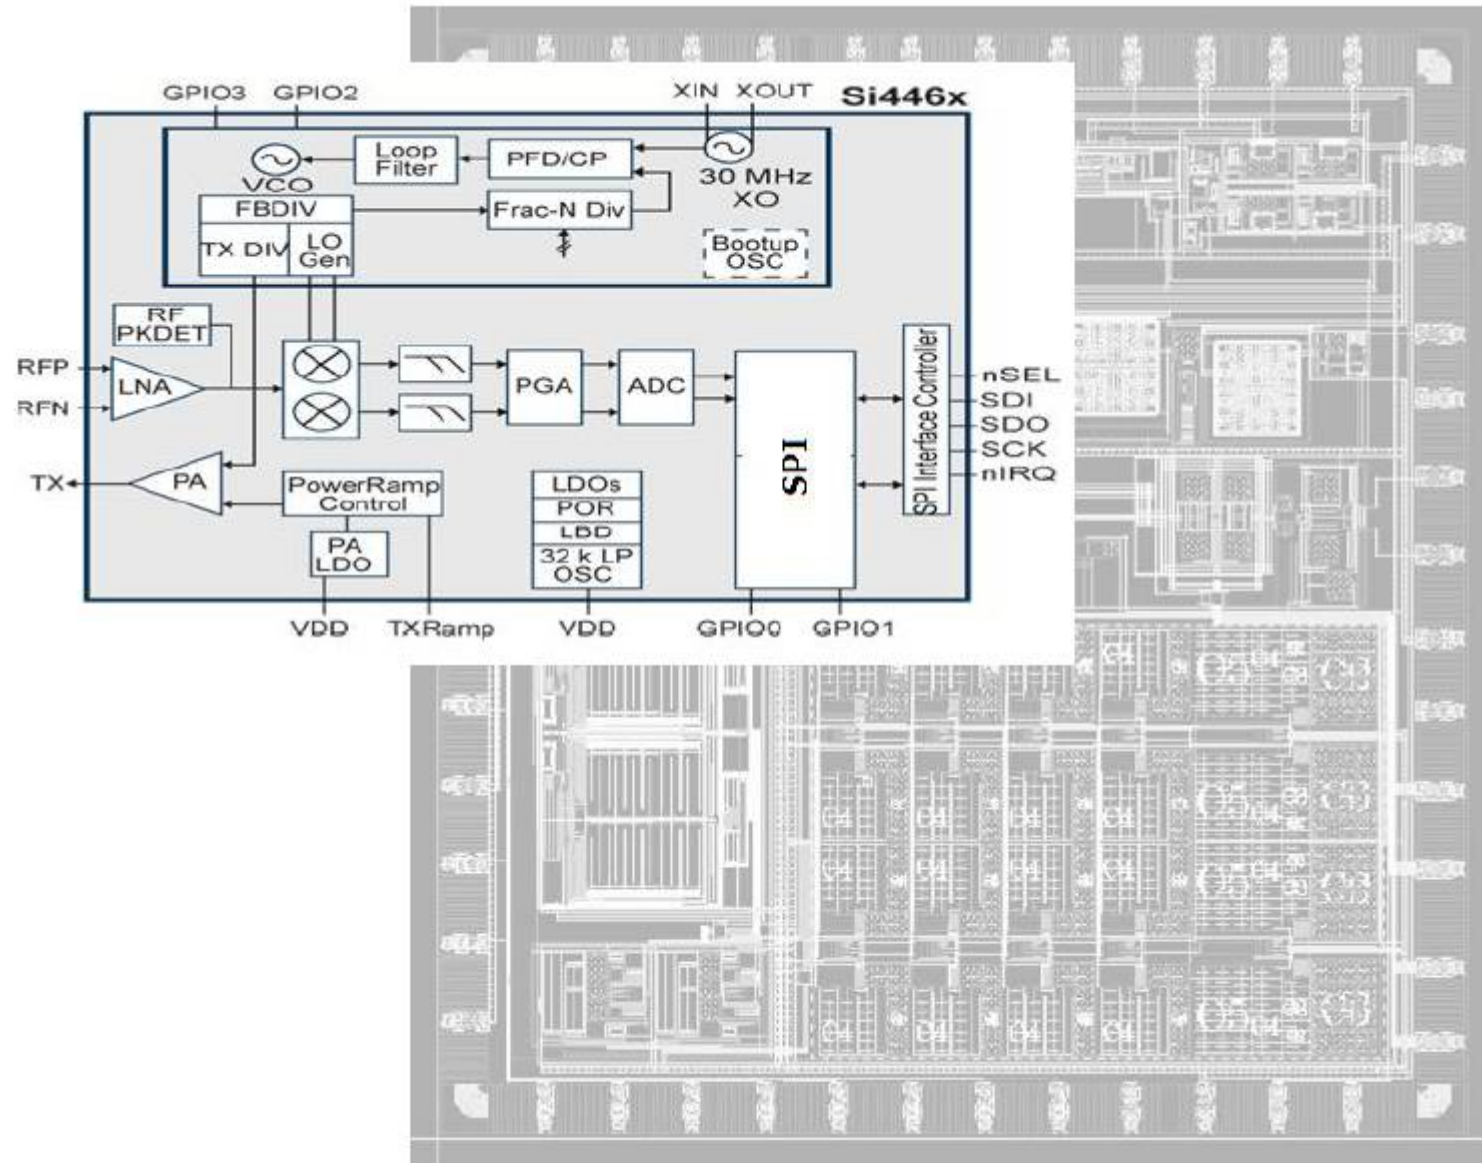 GPIO3 GPIO2 XIN XOUT Si446x
Loop
Filter
PFD/CP
VCO
30 MHz
XO
FBDIV
Frac-N Div
TX DIV
LO
Gen
Bootup
OSC
RF
PKDET
RFP
RFN
LNA
PGA
ADC
SPI
SPI Interface Controller
nSEL
SDI
SDO
SCK
nIRQ
TX
PA
PowerRamp
Control
PA
LDO
LDOs
POR
LBD
32 k LP
OSC
VDD TXRamp VDD GPIO0 GPIO1